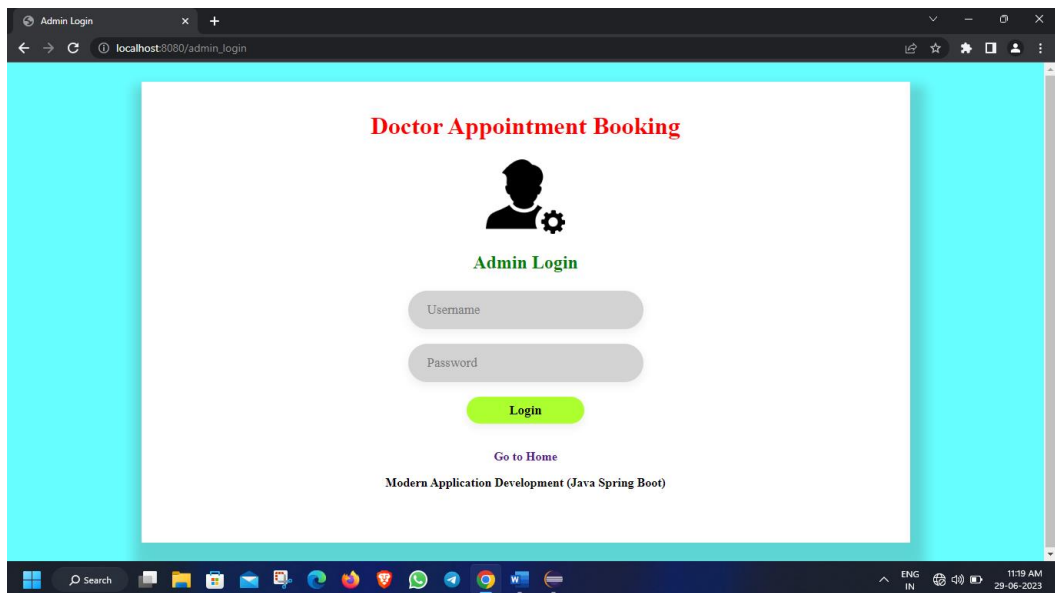 Admin Login
localhost:8080/admin_login
Doctor Appointment Booking
Admin Login
Username
Password
Login
Go to Home
Modern Application Development (Java Spring Boot)
Search
ENG
IN
11:19 AM
29-06-2023